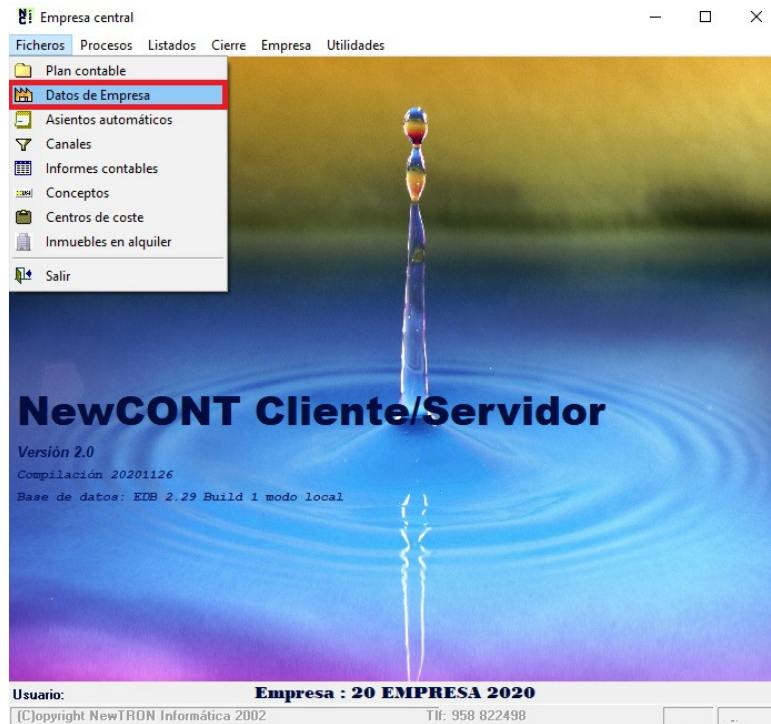 Empresa central
Ficheros Procesos Listados Cierre Empresa Utilidades
Plan contable
Datos de Empresa
Asientos automáticos
Canales
Informes contables
Conceptos
Centros de coste
Inmuebles en alquiler
Salir
NewCONT Cliente/Servidor
Versión 2.0
Compilación 20201126
Base de datos: EDB 2.29 Build 1 modo local
Usuario: Empresa : 20 EMPRESA 2020
(C)opyright NewTRON Informática 2002 Tlf: 958 822498